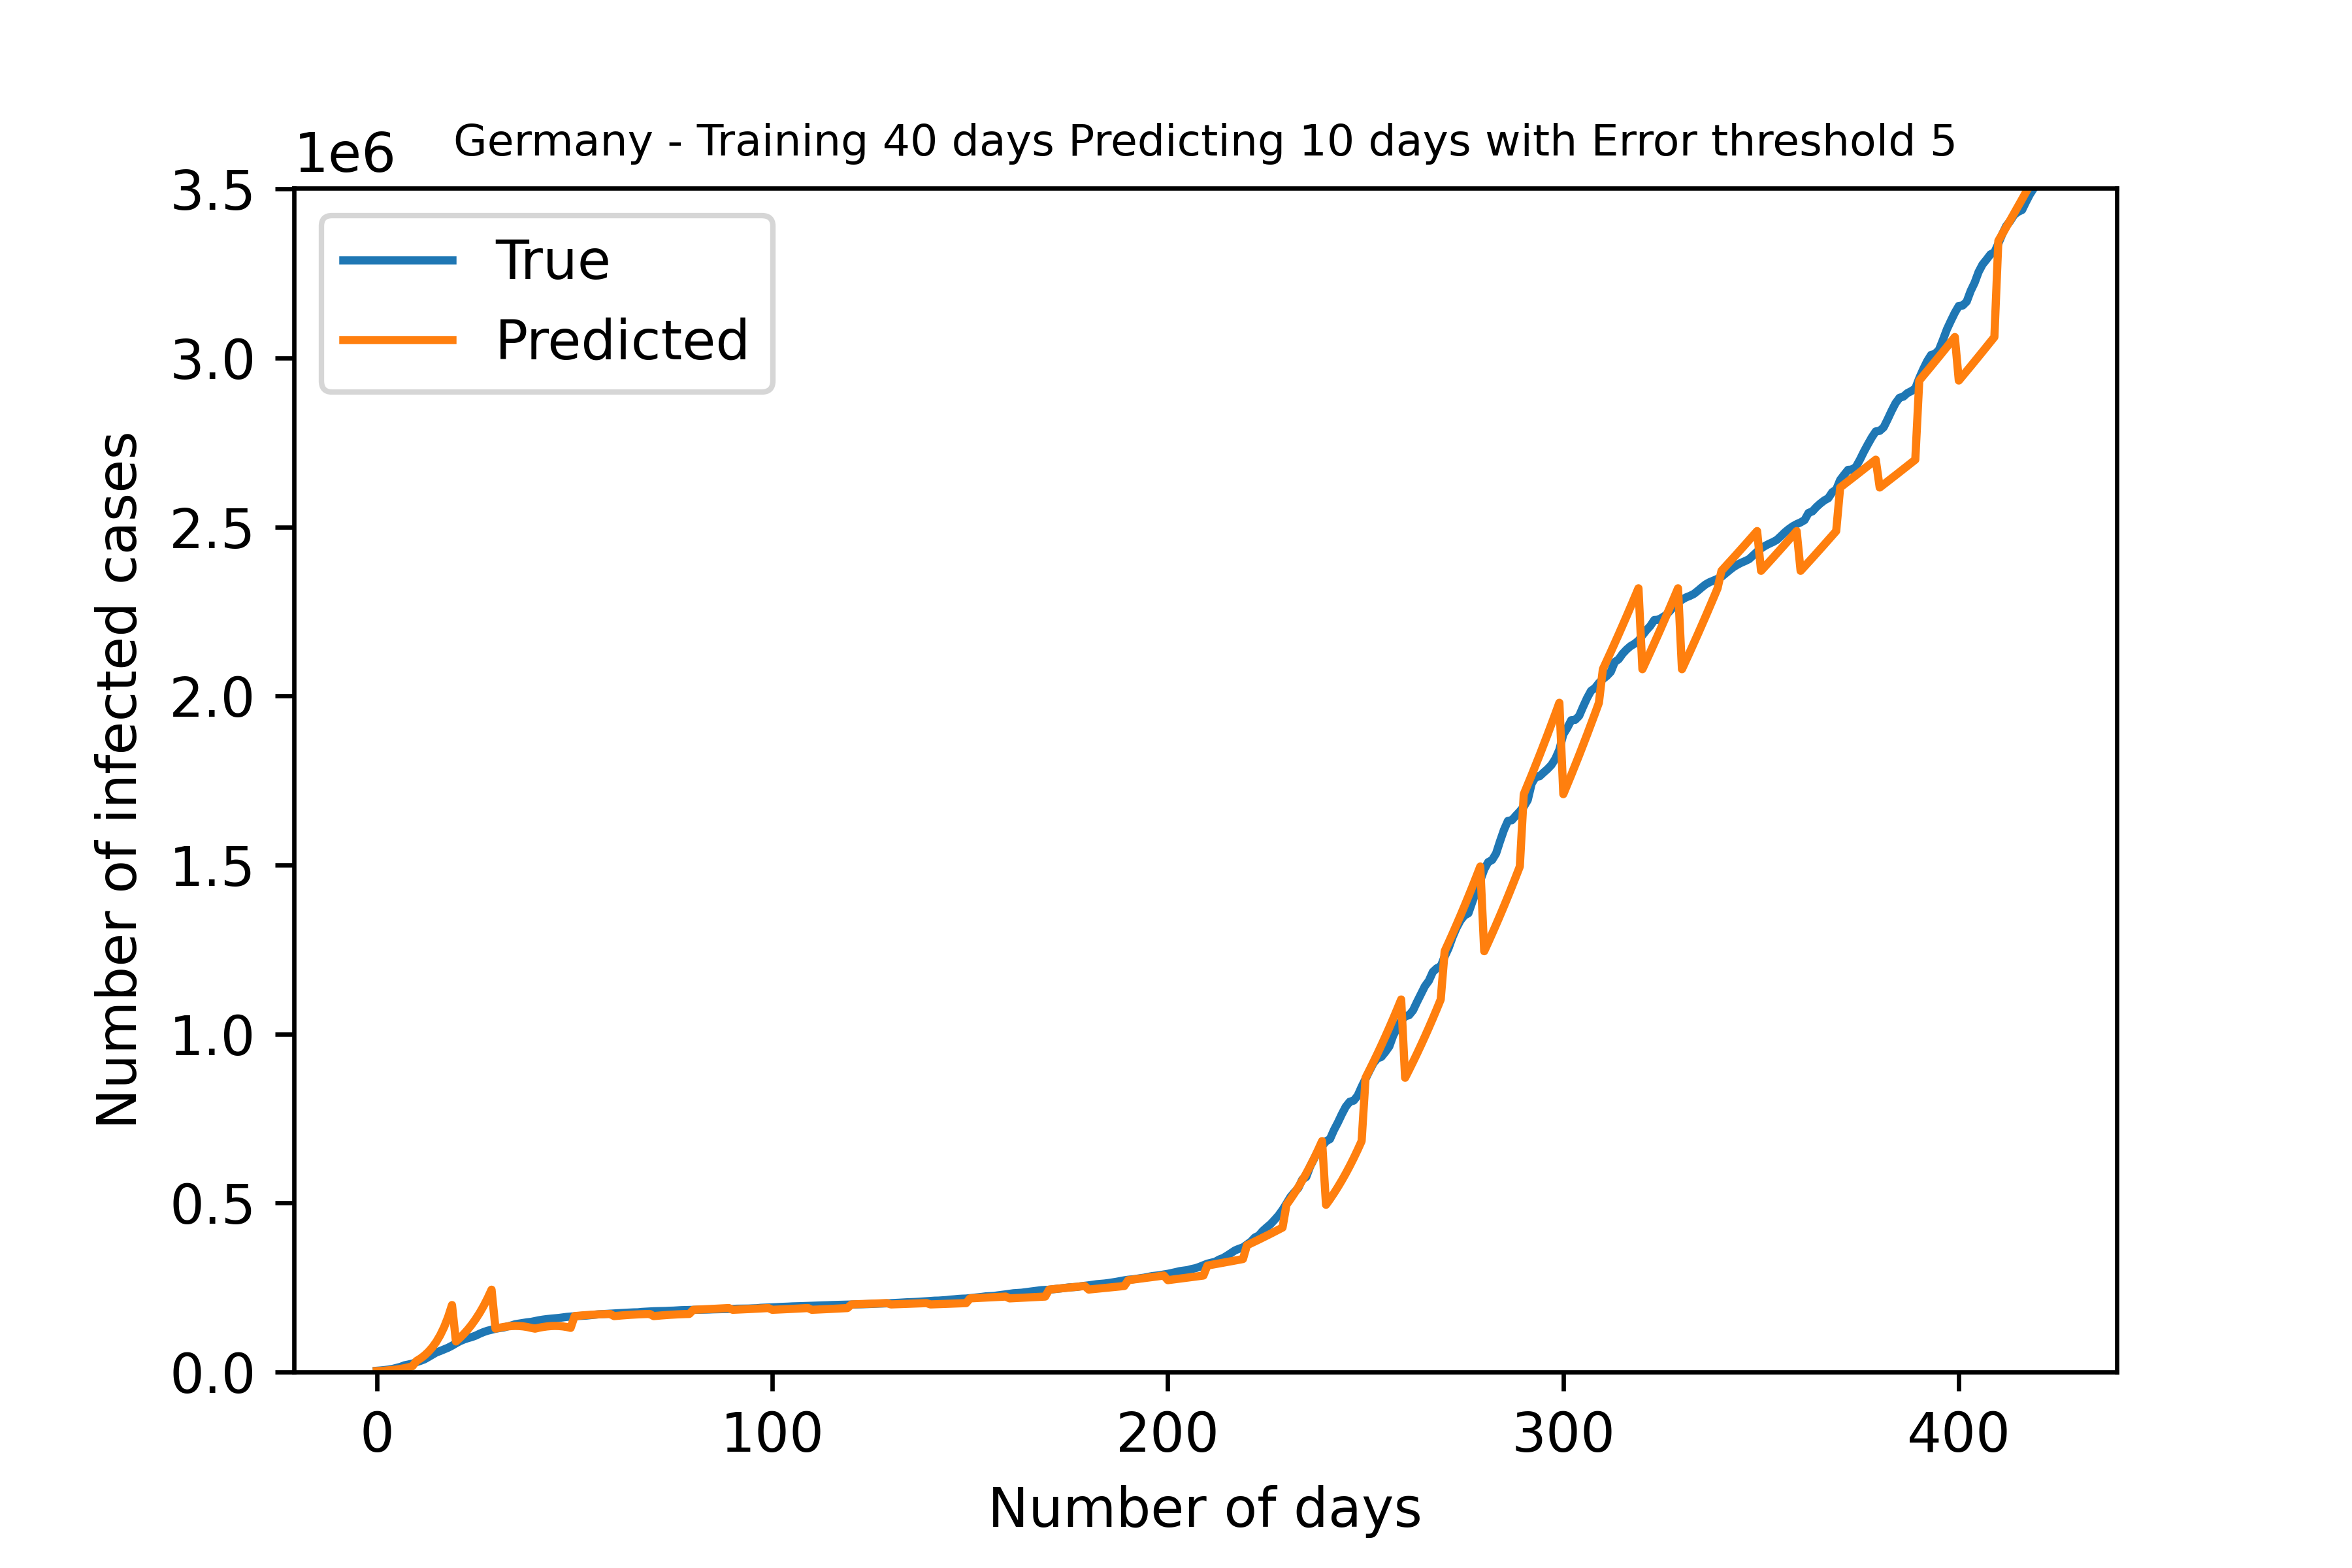 Germany - Training 40 days Predicting 10 days with Error threshold 5
1e6
3.5
3.0
2.5
2.0
1.5
1.0
0.5
0.0
Number of infected cases
True
Predicted
0 100 200 300 400
Number of days